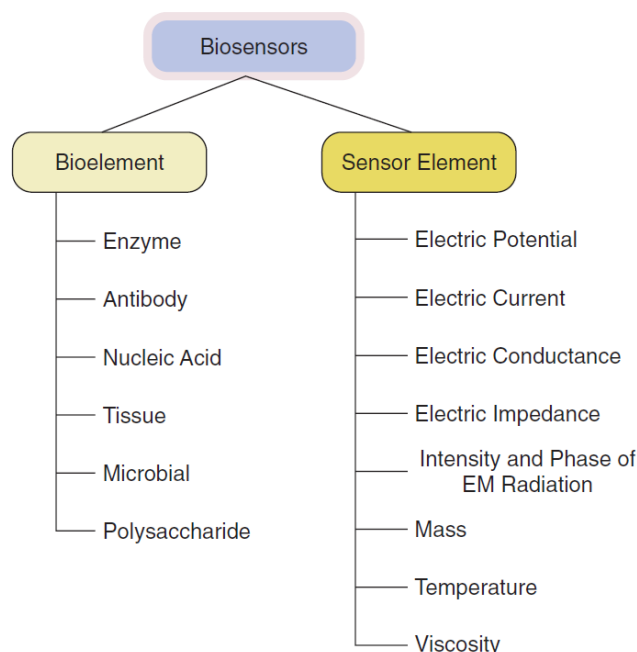 Biosensors
Bioelement
Enzyme
Antibody
Nucleic Acid
Tissue
Microbial
Polysaccharide
Sensor Element
Electric Potential
Electric Current
Electric Conductance
Electric Impedance
Intensity and Phase of
EM Radiation
Mass
Temperature
Viscosity